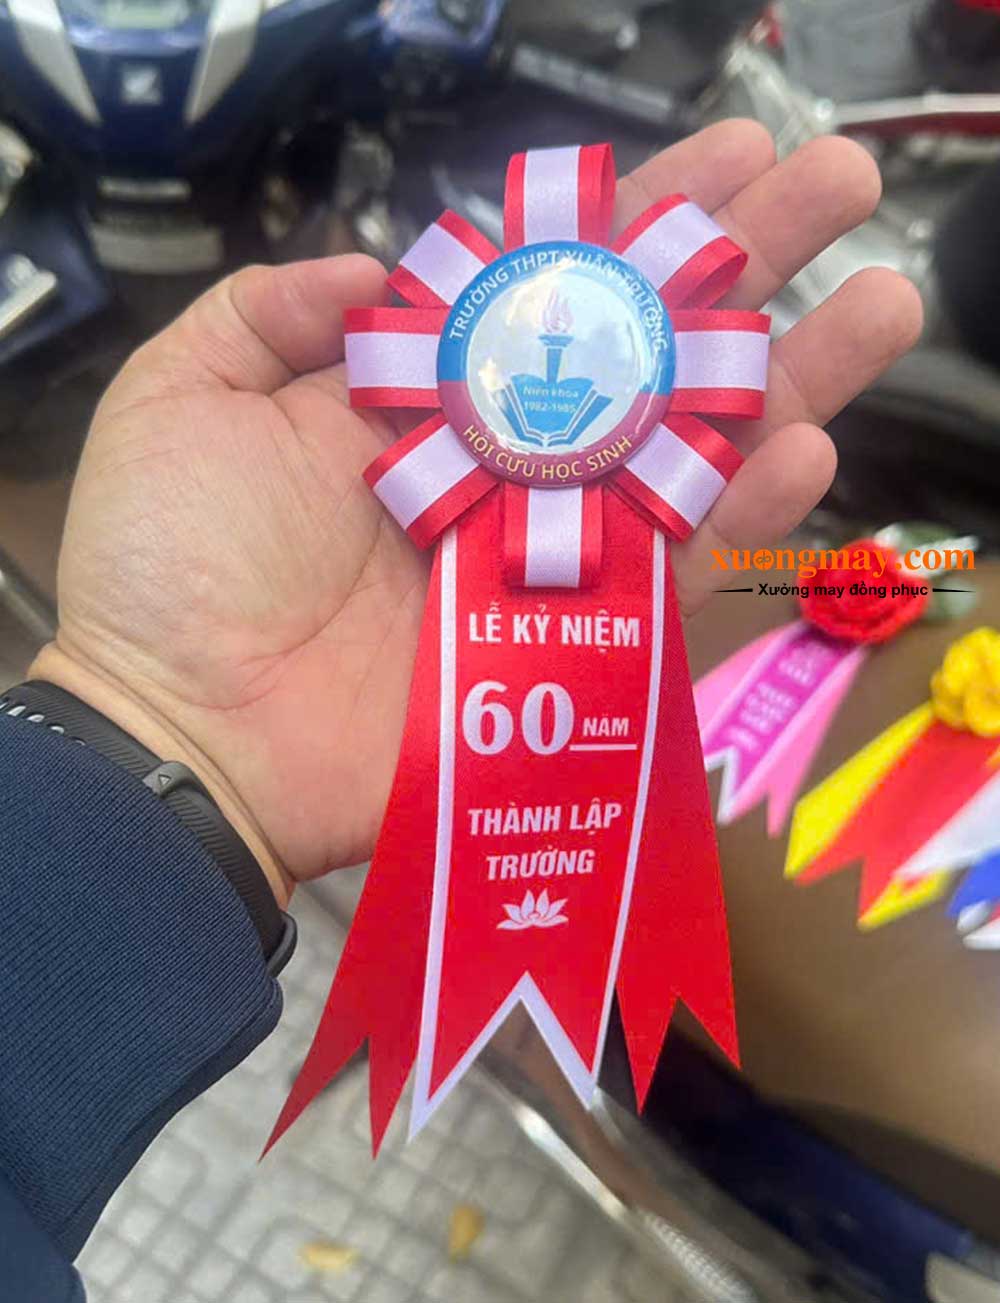 TRƯỜNG THPT XUÂN TRƯỜNG
Niên khóa
1982-1985
HỘI CỰU HỌC SINH
xuongmay.com
Xưởng may đồng phục
LỄ KỶ NIỆM
60 NĂM
THÀNH LẬP
TRƯỜNG